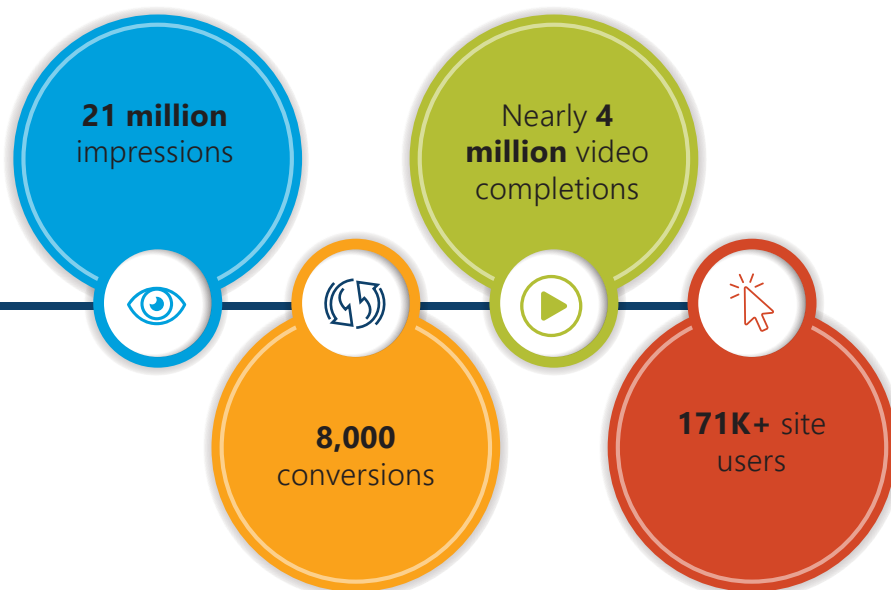 21 million
impressions
8,000
conversions
Nearly 4
million video
completions
171K+ site
users